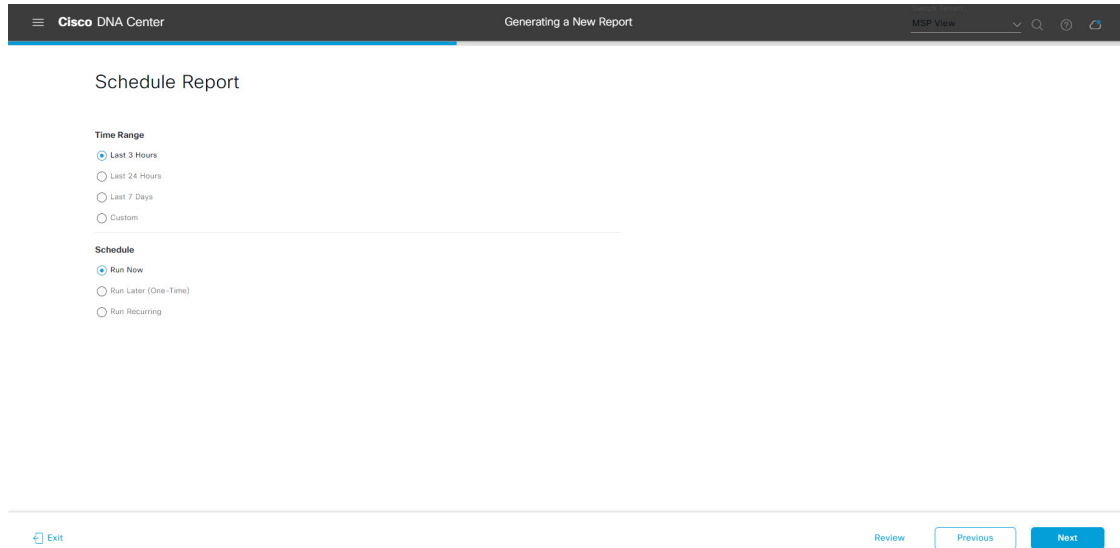 Cisco DNA Center
Generating a New Report
MSP View
Schedule Report
Time Range
Last 3 Hours
Last 24 Hours
Last 7 Days
Custom
Schedule
Run Now
Run Later (One-Time)
Run Recurring
Exit
Review
Previous
Next